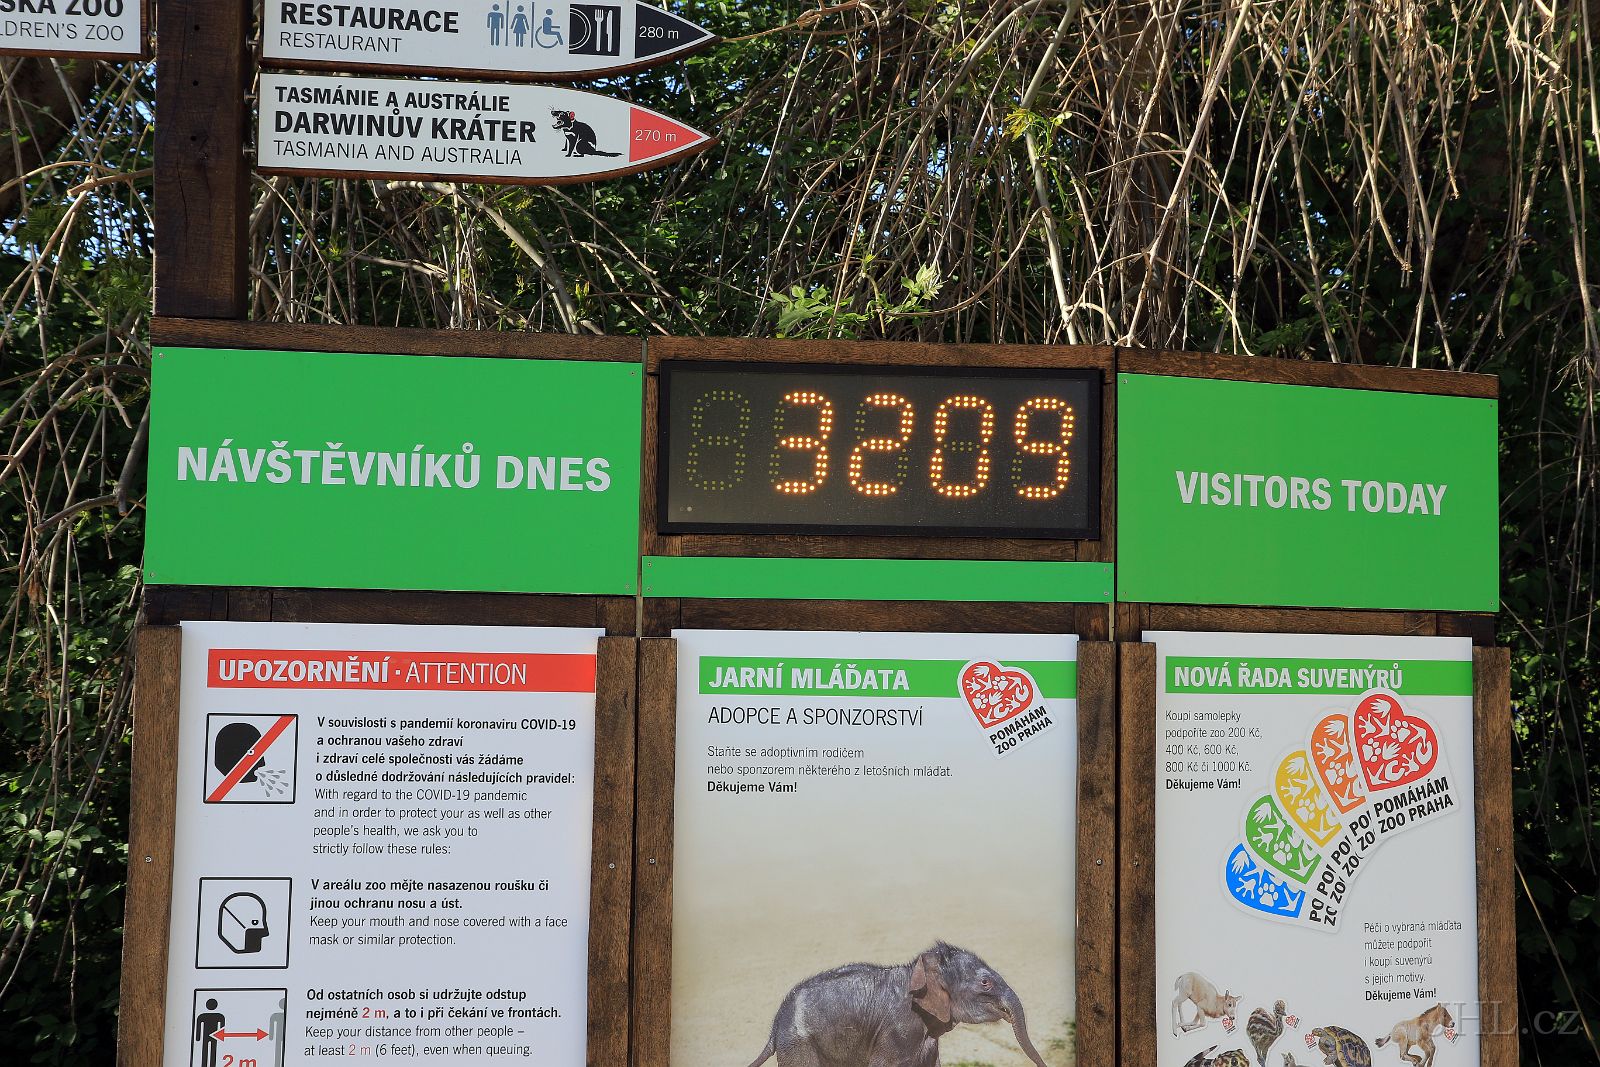 SKÁ ZOO
LDREN'S ZOO
RESTAURACE
RESTAURANT
280 m
TASMÁNIE A AUSTRÁLIE
DARWINŮV KRÁTER
TASMANIA AND AUSTRALIA
270 m
NÁVŠTĚVNÍKŮ DNES
3209
VISITORS TODAY
UPOZORNĚNÍ · ATTENTION
V souvislosti s pandemií koronaviru COVID-19
a ochranou vašeho zdraví
i zdraví celé společnosti vás žádáme
o důsledné dodržování následujících pravidel:
With regard to the COVID-19 pandemic
and in order to protect your as well as other
people's health, we ask you to
strictly follow these rules:
V areálu zoo mějte nasazenou roušku či
jinou ochranu nosu a úst.
Keep your mouth and nose covered with a face
mask or similar protection.
Od ostatních osob si udržujte odstup
nejméně 2 m, a to i při čekání ve frontách.
Keep your distance from other people –
at least 2 m (6 feet), even when queuing.
2 m
JARNÍ MLÁĎATA
ADOPCE A SPONZORSTVÍ
POMÁHÁM
ZOO PRAHA
Staňte se adoptivním rodičem
nebo sponzorem některého z letošních mláďat.
Děkujeme Vám!
NOVÁ ŘADA SUVENÝRŮ
Koupí samolepky
podpoříte zoo 200 Kč,
400 Kč, 600 Kč,
800 Kč či 1000 Kč.
Děkujeme Vám!
POMÁHÁM
ZOO PRAHA
PO
ZO
PO
ZO
PO
ZO
PO
ZO
Péči o vybraná mláďata
můžete podpořit
i koupí suvenýrů
s jejich motivy.
Děkujeme Vám!
JHL.cz